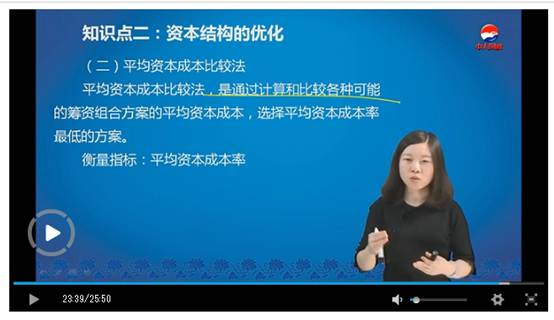 知识点二：资本结构的优化
（二）平均资本成本比较法
平均资本成本比较法，是通过计算和比较各种可能
的筹资组合方案的平均资本成本，选择平均资本成本率
最低的方案。
衡量指标：平均资本成本率
23:39/25:50